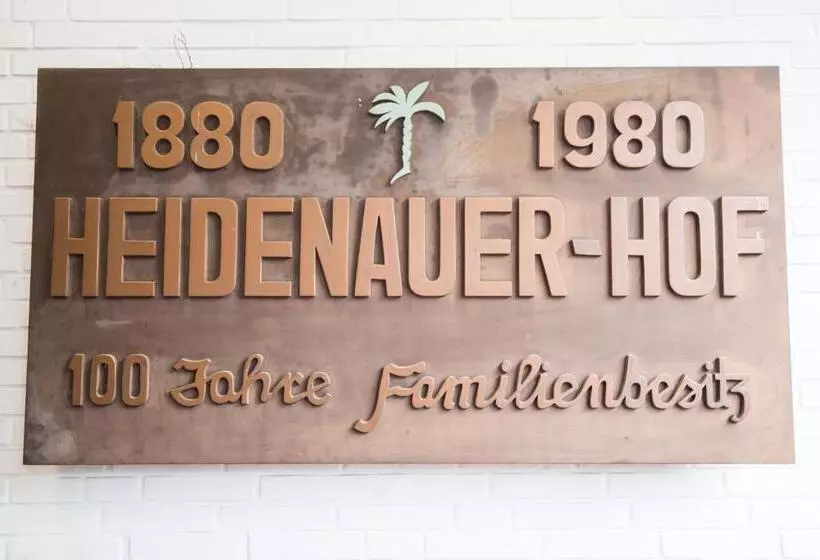 1880 1980
HEIDENAUER-HOF
100 Jahre Familienbesitz